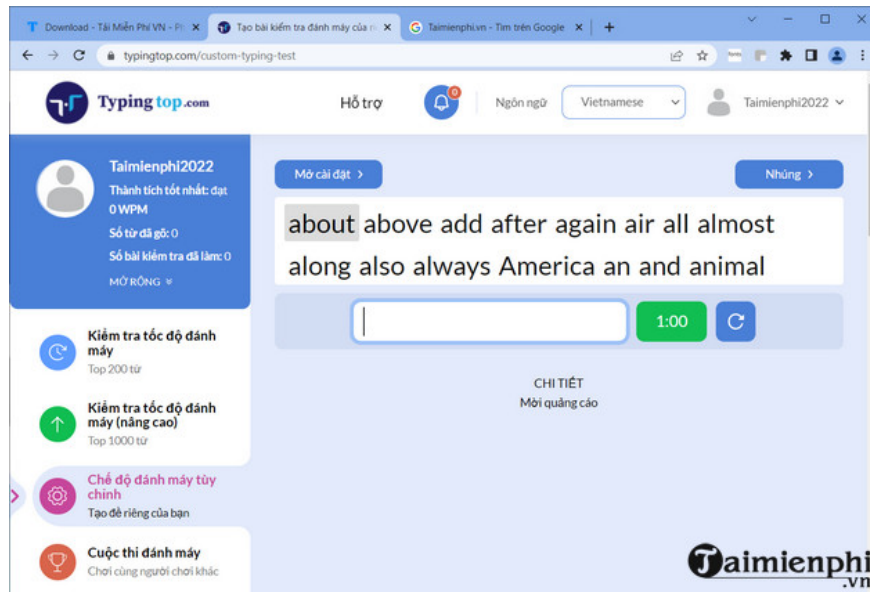 Download - Tải Miễn Phí VN - Ph
Tạo bài kiểm tra đánh máy của n
Taimienphi.vn - Tìm trên Google
typingtop.com/custom-typing-test
Typing top.com
Hỗ trợ
0
Ngôn ngữ
Vietnamese
Taimienphi2022
Taimienphi2022
Thành tích tốt nhất: đạt
0 WPM
Số từ đã gõ: 0
Số bài kiểm tra đã làm: 0
MỞ RỘNG
Mở cài đặt
Nhúng
about above add after again air all almost
along also always America an and animal
1:00
CHI TIẾT
Mời quảng cáo
Kiểm tra tốc độ đánh
máy
Top 200 từ
Kiểm tra tốc độ đánh
máy (nâng cao)
Top 1000 từ
Chế độ đánh máy tùy
chỉnh
Tạo đề riêng của bạn
Cuộc thi đánh máy
Chơi cùng người chơi khác
Taimienphi
.vn